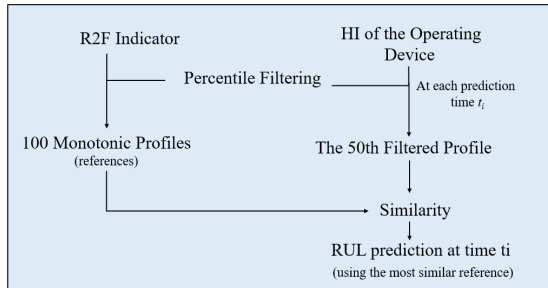 R2F Indicator
HI of the Operating
Device
Percentile Filtering
At each prediction
time ti
100 Monotonic Profiles
(references)
The 50th Filtered Profile
Similarity
RUL prediction at time ti
(using the most similar reference)